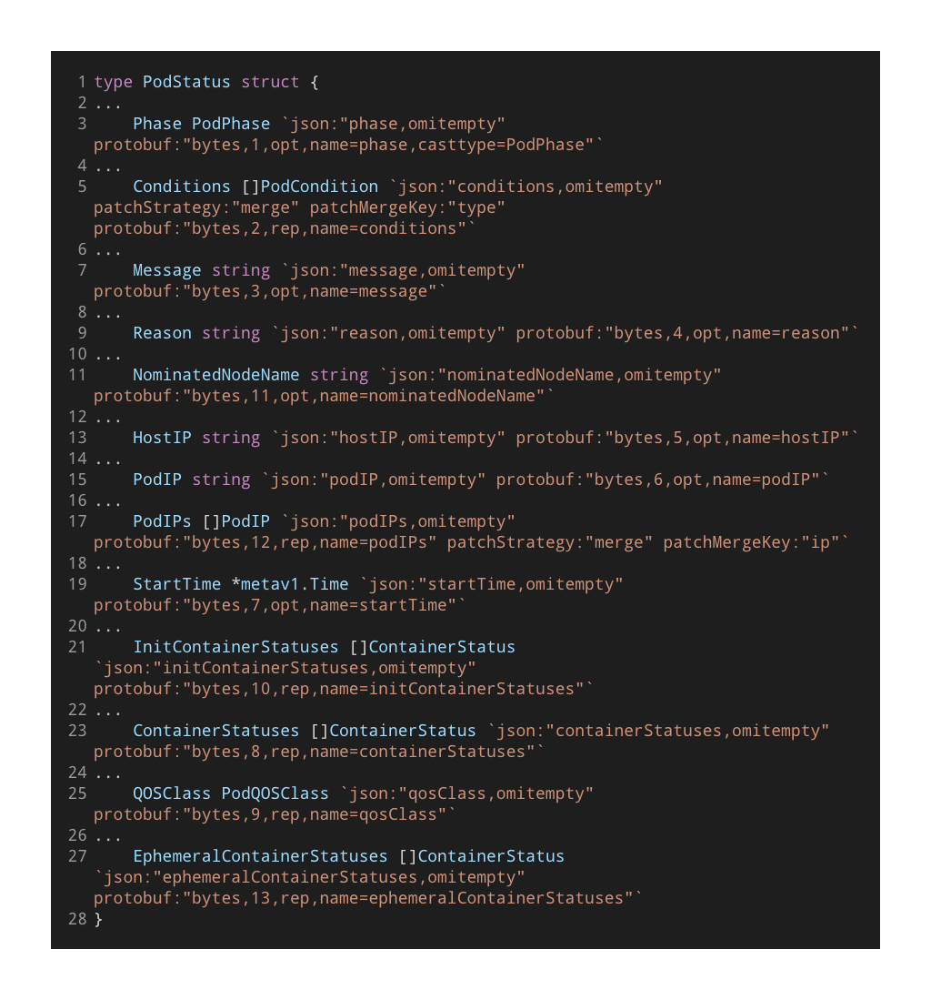 1 type PodStatus struct {
2 ...
3     Phase PodPhase `json:"phase,omitempty"
protobuf:"bytes,1,opt,name=phase,casttype=PodPhase"`
4 ...
5     Conditions []PodCondition `json:"conditions,omitempty"
patchStrategy:"merge" patchMergeKey:"type"
protobuf:"bytes,2,rep,name=conditions"`
6 ...
7     Message string `json:"message,omitempty"
protobuf:"bytes,3,opt,name=message"`
8 ...
9     Reason string `json:"reason,omitempty" protobuf:"bytes,4,opt,name=reason"`
10 ...
11     NominatedNodeName string `json:"nominatedNodeName,omitempty"
protobuf:"bytes,11,opt,name=nominatedNodeName"`
12 ...
13     HostIP string `json:"hostIP,omitempty" protobuf:"bytes,5,opt,name=hostIP"`
14 ...
15     PodIP string `json:"podIP,omitempty" protobuf:"bytes,6,opt,name=podIP"`
16 ...
17     PodIPs []PodIP `json:"podIPs,omitempty"
protobuf:"bytes,12,rep,name=podIPs" patchStrategy:"merge" patchMergeKey:"ip"`
18 ...
19     StartTime *metav1.Time `json:"startTime,omitempty"
protobuf:"bytes,7,opt,name=startTime"`
20 ...
21     InitContainerStatuses []ContainerStatus
`json:"initContainerStatuses,omitempty"
protobuf:"bytes,10,rep,name=initContainerStatuses"`
22 ...
23     ContainerStatuses []ContainerStatus `json:"containerStatuses,omitempty"
protobuf:"bytes,8,rep,name=containerStatuses"`
24 ...
25     QOSClass PodQOSClass `json:"qosClass,omitempty"
protobuf:"bytes,9,rep,name=qosClass"`
26 ...
27     EphemeralContainerStatuses []ContainerStatus
`json:"ephemeralContainerStatuses,omitempty"
protobuf:"bytes,13,rep,name=ephemeralContainerStatuses"`
28 }